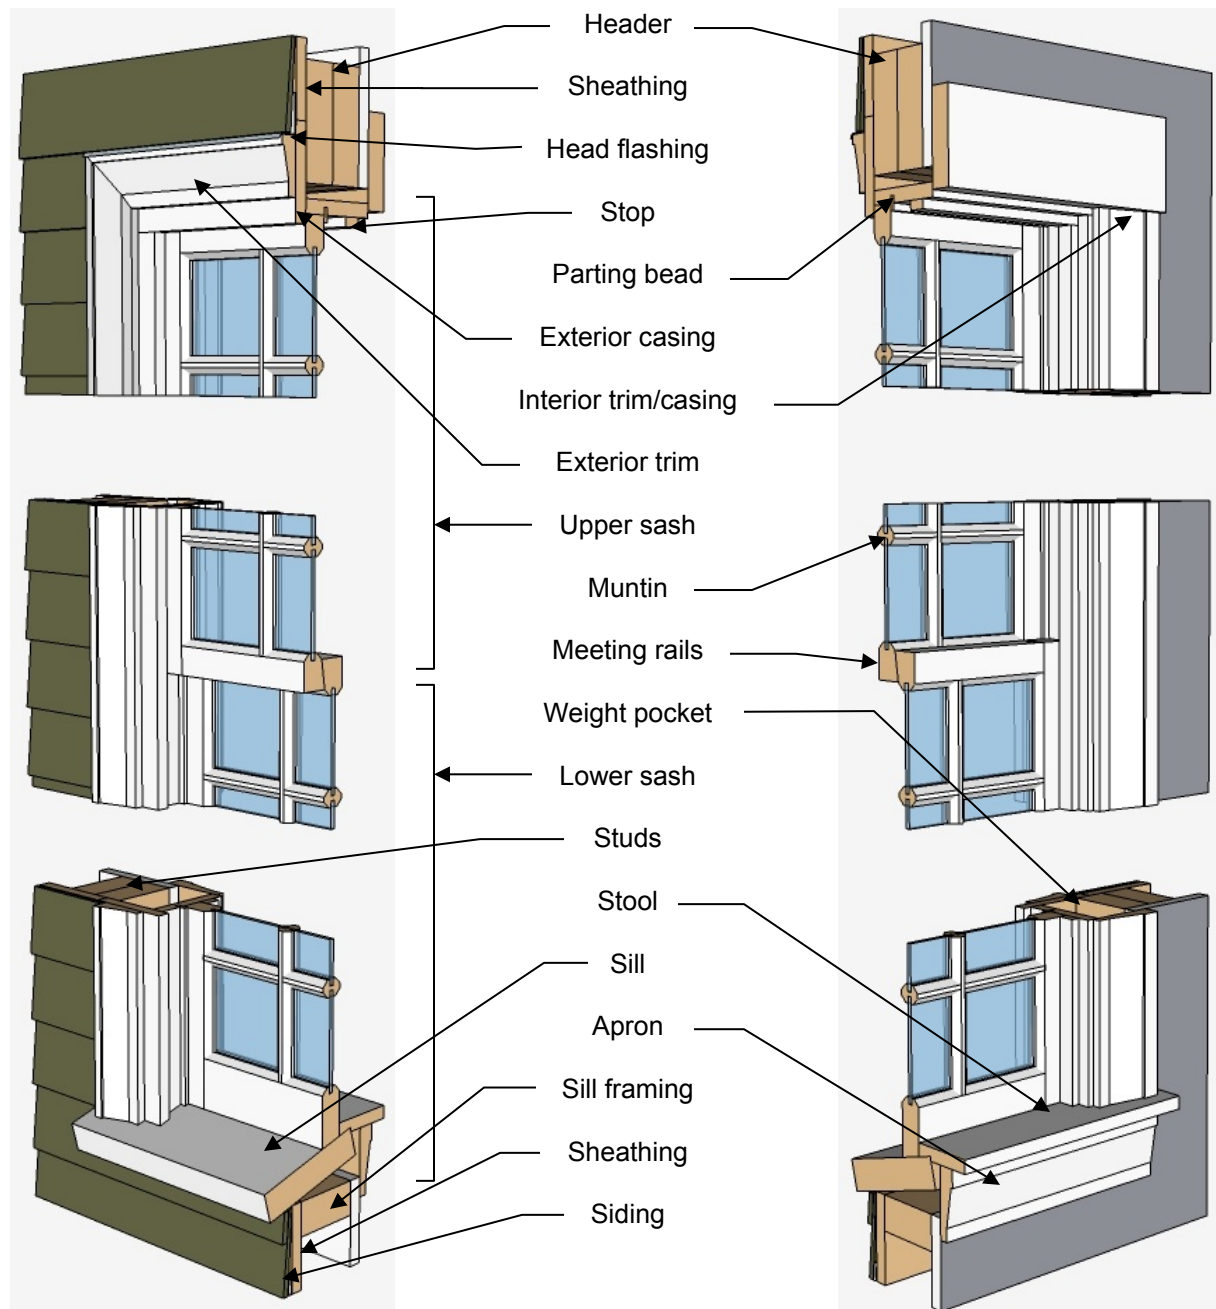 Header
Sheathing
Head flashing
Stop
Parting bead
Exterior casing
Interior trim/casing
Exterior trim
Upper sash
Muntin
Meeting rails
Weight pocket
Lower sash
Studs
Stool
Sill
Apron
Sill framing
Sheathing
Siding